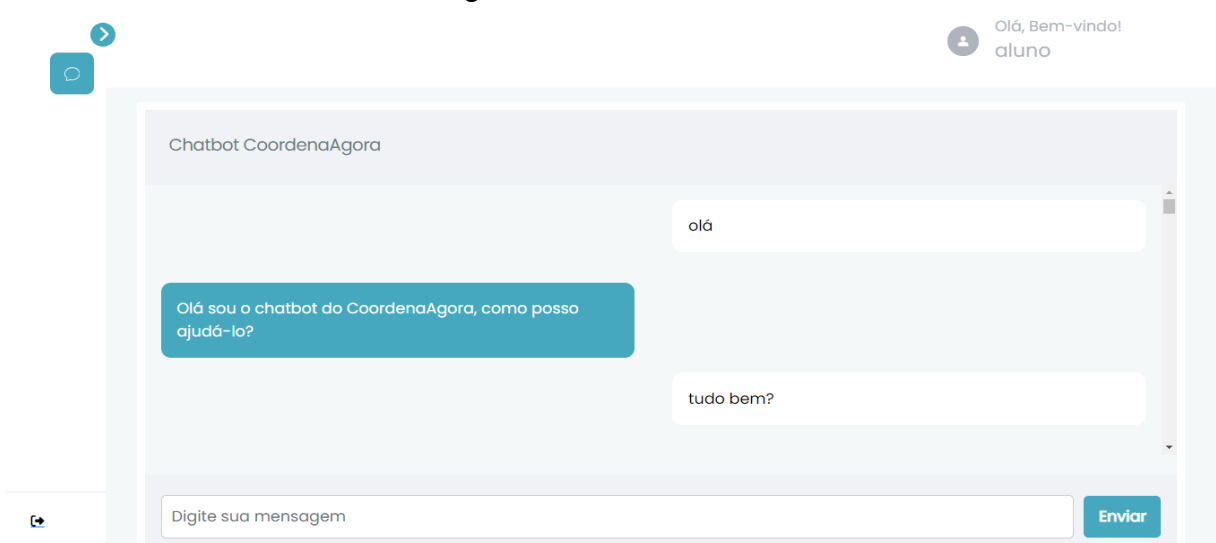 Olá, Bem-vindo!
aluno
Chatbot CoordenaAgora
olá
Olá sou o chatbot do CoordenaAgora, como posso
ajudá-lo?
tudo bem?
Digite sua mensagem
Enviar